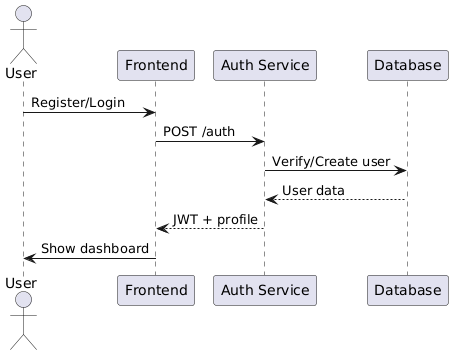 User
Frontend
Auth Service
Database
Register/Login
POST /auth
Verify/Create user
User data
JWT + profile
Show dashboard
User
Frontend
Auth Service
Database